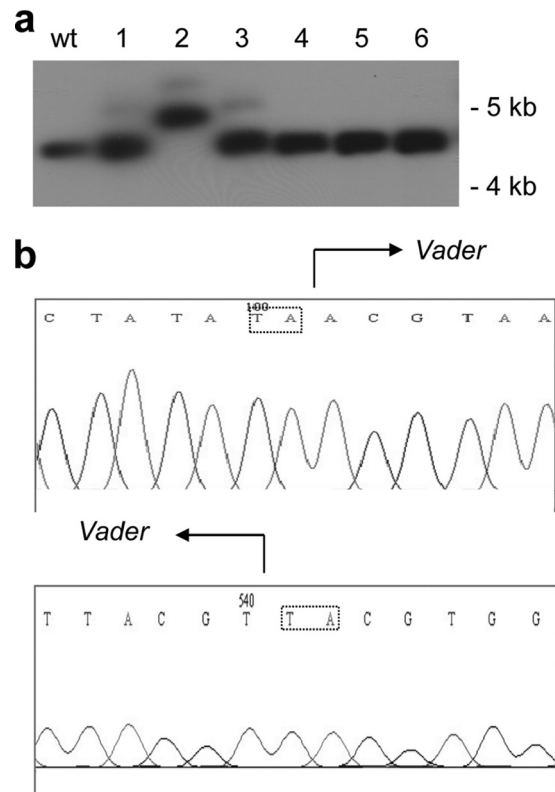 a
wt 1 2 3 4 5 6
- 5 kb
- 4 kb
b
Vader
100
C T A T A T A A C G T A A
Vader
540
T T A C G T T A C G T G G